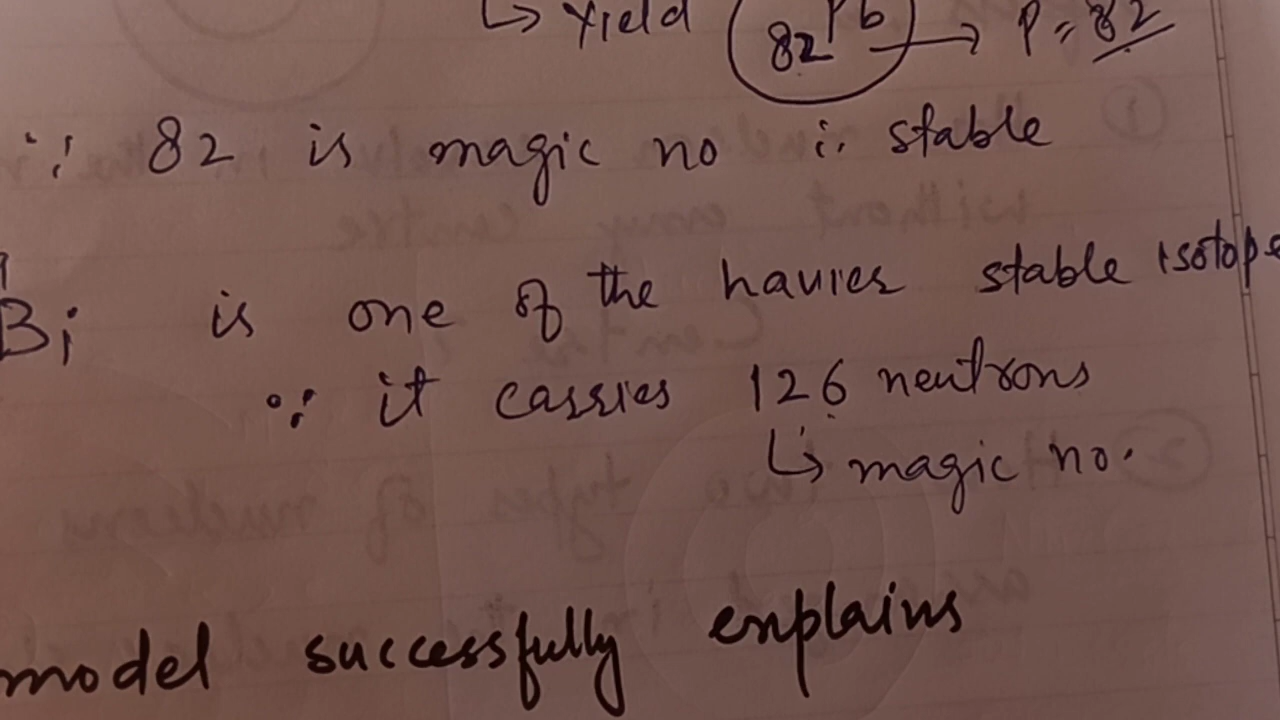 ↳ Yield 82Pb → P = 82
∵ 82 is magic no ∴ stable
Bi is one of the havies stable isotope
∵ it carries 126 neutrons
↳ magic no.
model successfully explains